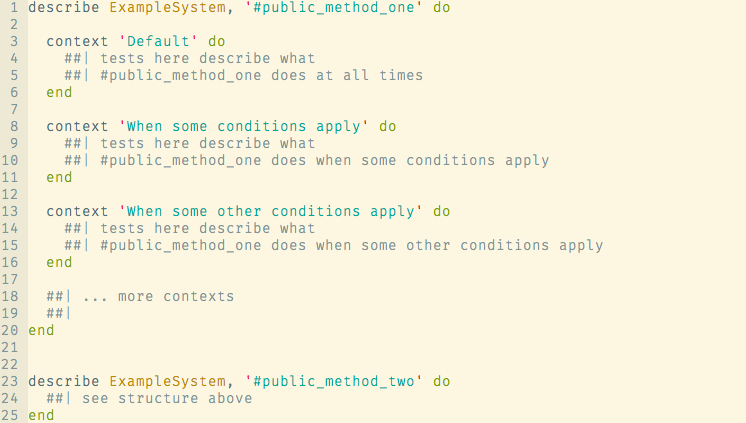 1 describe ExampleSystem, '#public_method_one' do
2
3   context 'Default' do
4     ##| tests here describe what
5     ##| #public_method_one does at all times
6   end
7
8   context 'When some conditions apply' do
9     ##| tests here describe what
10     ##| #public_method_one does when some conditions apply
11   end
12
13   context 'When some other conditions apply' do
14     ##| tests here describe what
15     ##| #public_method_one does when some other conditions apply
16   end
17
18   ##| ... more contexts
19   ##|
20 end
21
22
23 describe ExampleSystem, '#public_method_two' do
24   ##| see structure above
25 end